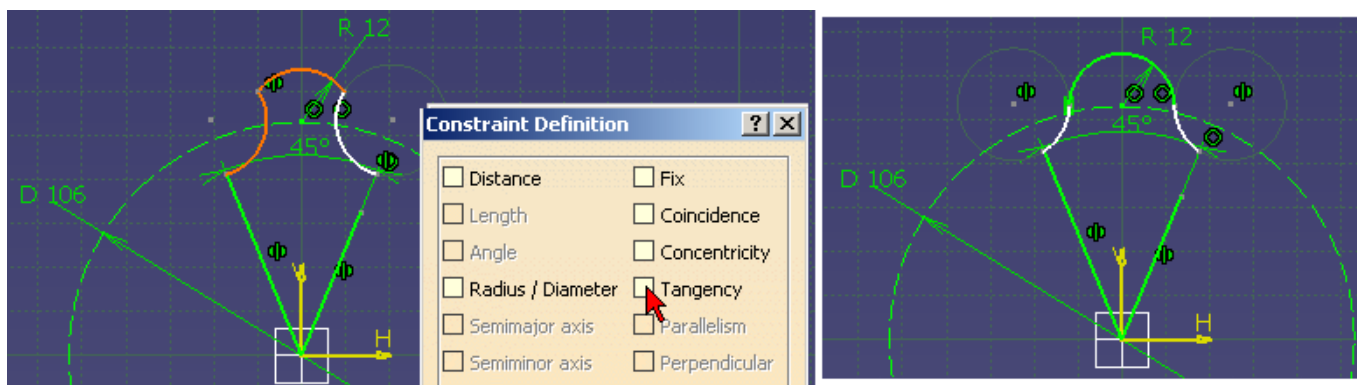 R 12
45°
D 106
V
H
Constraint Definition
? X
Distance
Fix
Length
Coincidence
Angle
Concentricity
Radius / Diameter
Tangency
Semimajor axis
Parallelism
Semiminor axis
Perpendicular
R 12
45°
D 106
V
H